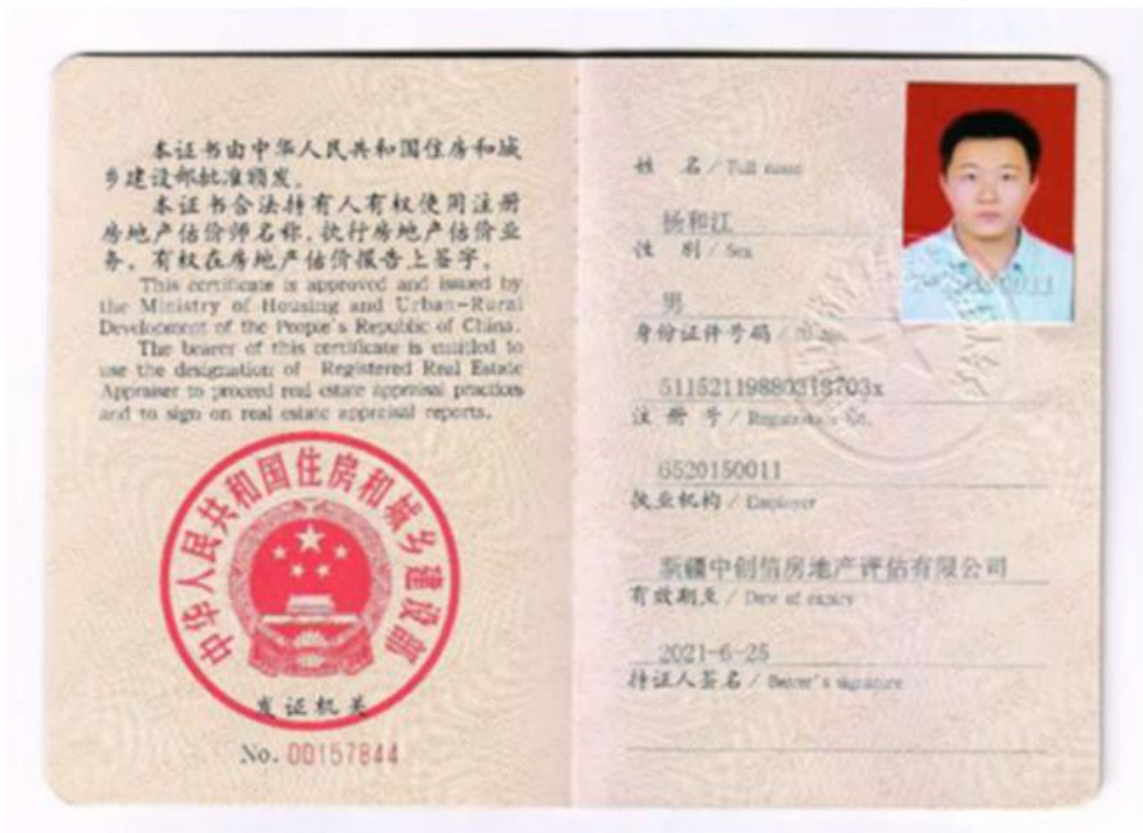 本证书由中华人民共和国住房和城
乡建设部批准颁发。
本证书合法持有人有权使用注册
房地产估价师名称，执行房地产估价业
务，有权在房地产估价报告上签字。
This certificate is approved and issued by
the Ministry of Housing and Urban-Rural
Development of the People's Republic of China.
The bearer of this certificate is entitled to
use the designation of Registered Real Estate
Appraiser to proceed real estate appraisal practices
and to sign on real estate appraisal reports.
中华人民共和国住房和城乡建设部
发证机关
No. 00157844
姓 名 / Full name
杨和江
性 别 / Sex
男
身份证件号码 /
51152119880318703x
注 册 号 / Registration No.
6520150011
执业机构 / Employer
新疆中创信房地产评估有限公司
有效期至 / Date of expiry
2021-6-25
持证人签名 / Bearer's signature